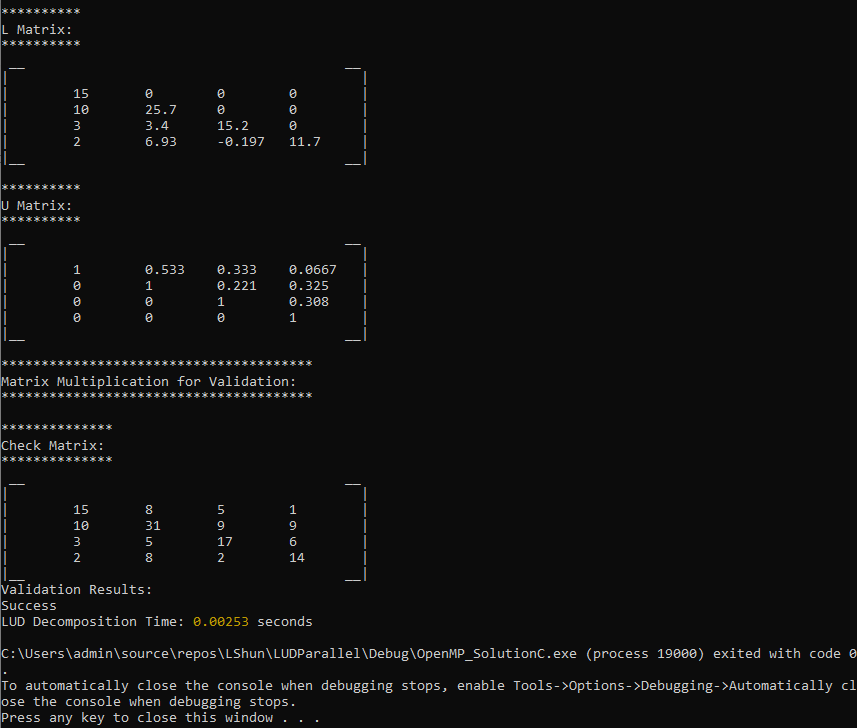 **********
L Matrix:
**********
 __                                        __
|                                            |
|        15       0        0       0         |
|        10       25.7     0       0         |
|        3        3.4      15.2    0         |
|        2        6.93     -0.197  11.7      |
|__                                        __|
**********
U Matrix:
**********
 __                                        __
|                                            |
|        1        0.533    0.333   0.0667    |
|        0        1        0.221   0.325     |
|        0        0        1       0.308     |
|        0        0        0       1         |
|__                                        __|
***************************************
Matrix Multiplication for Validation:
***************************************
**************
Check Matrix:
**************
 __                                        __
|                                            |
|        15       8        5       1         |
|        10       31       9       9         |
|        3        5        17      6         |
|        2        8        2       14        |
|__                                        __|
Validation Results:
Success
LUD Decomposition Time: 0.00253 seconds
C:\Users\admin\source\repos\LShun\LUDParallel\Debug\OpenMP_SolutionC.exe (process 19000) exited with code 0
.
To automatically close the console when debugging stops, enable Tools->Options->Debugging->Automatically cl
ose the console when debugging stops.
Press any key to close this window . . .